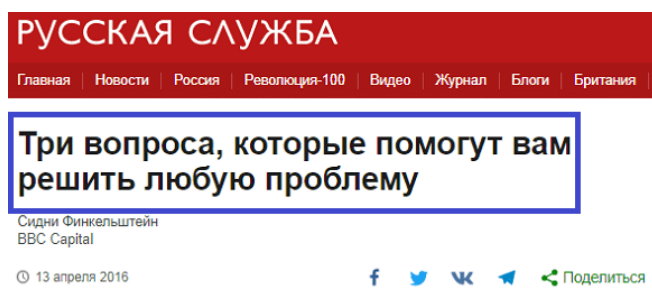 РУССКАЯ СЛУЖБА
Главная Новости Россия Революция-100 Видео Журнал Блоги Британия
Три вопроса, которые помогут вам
решить любую проблему
Сидни Финкельштейн
BBC Capital
13 апреля 2016 Поделиться